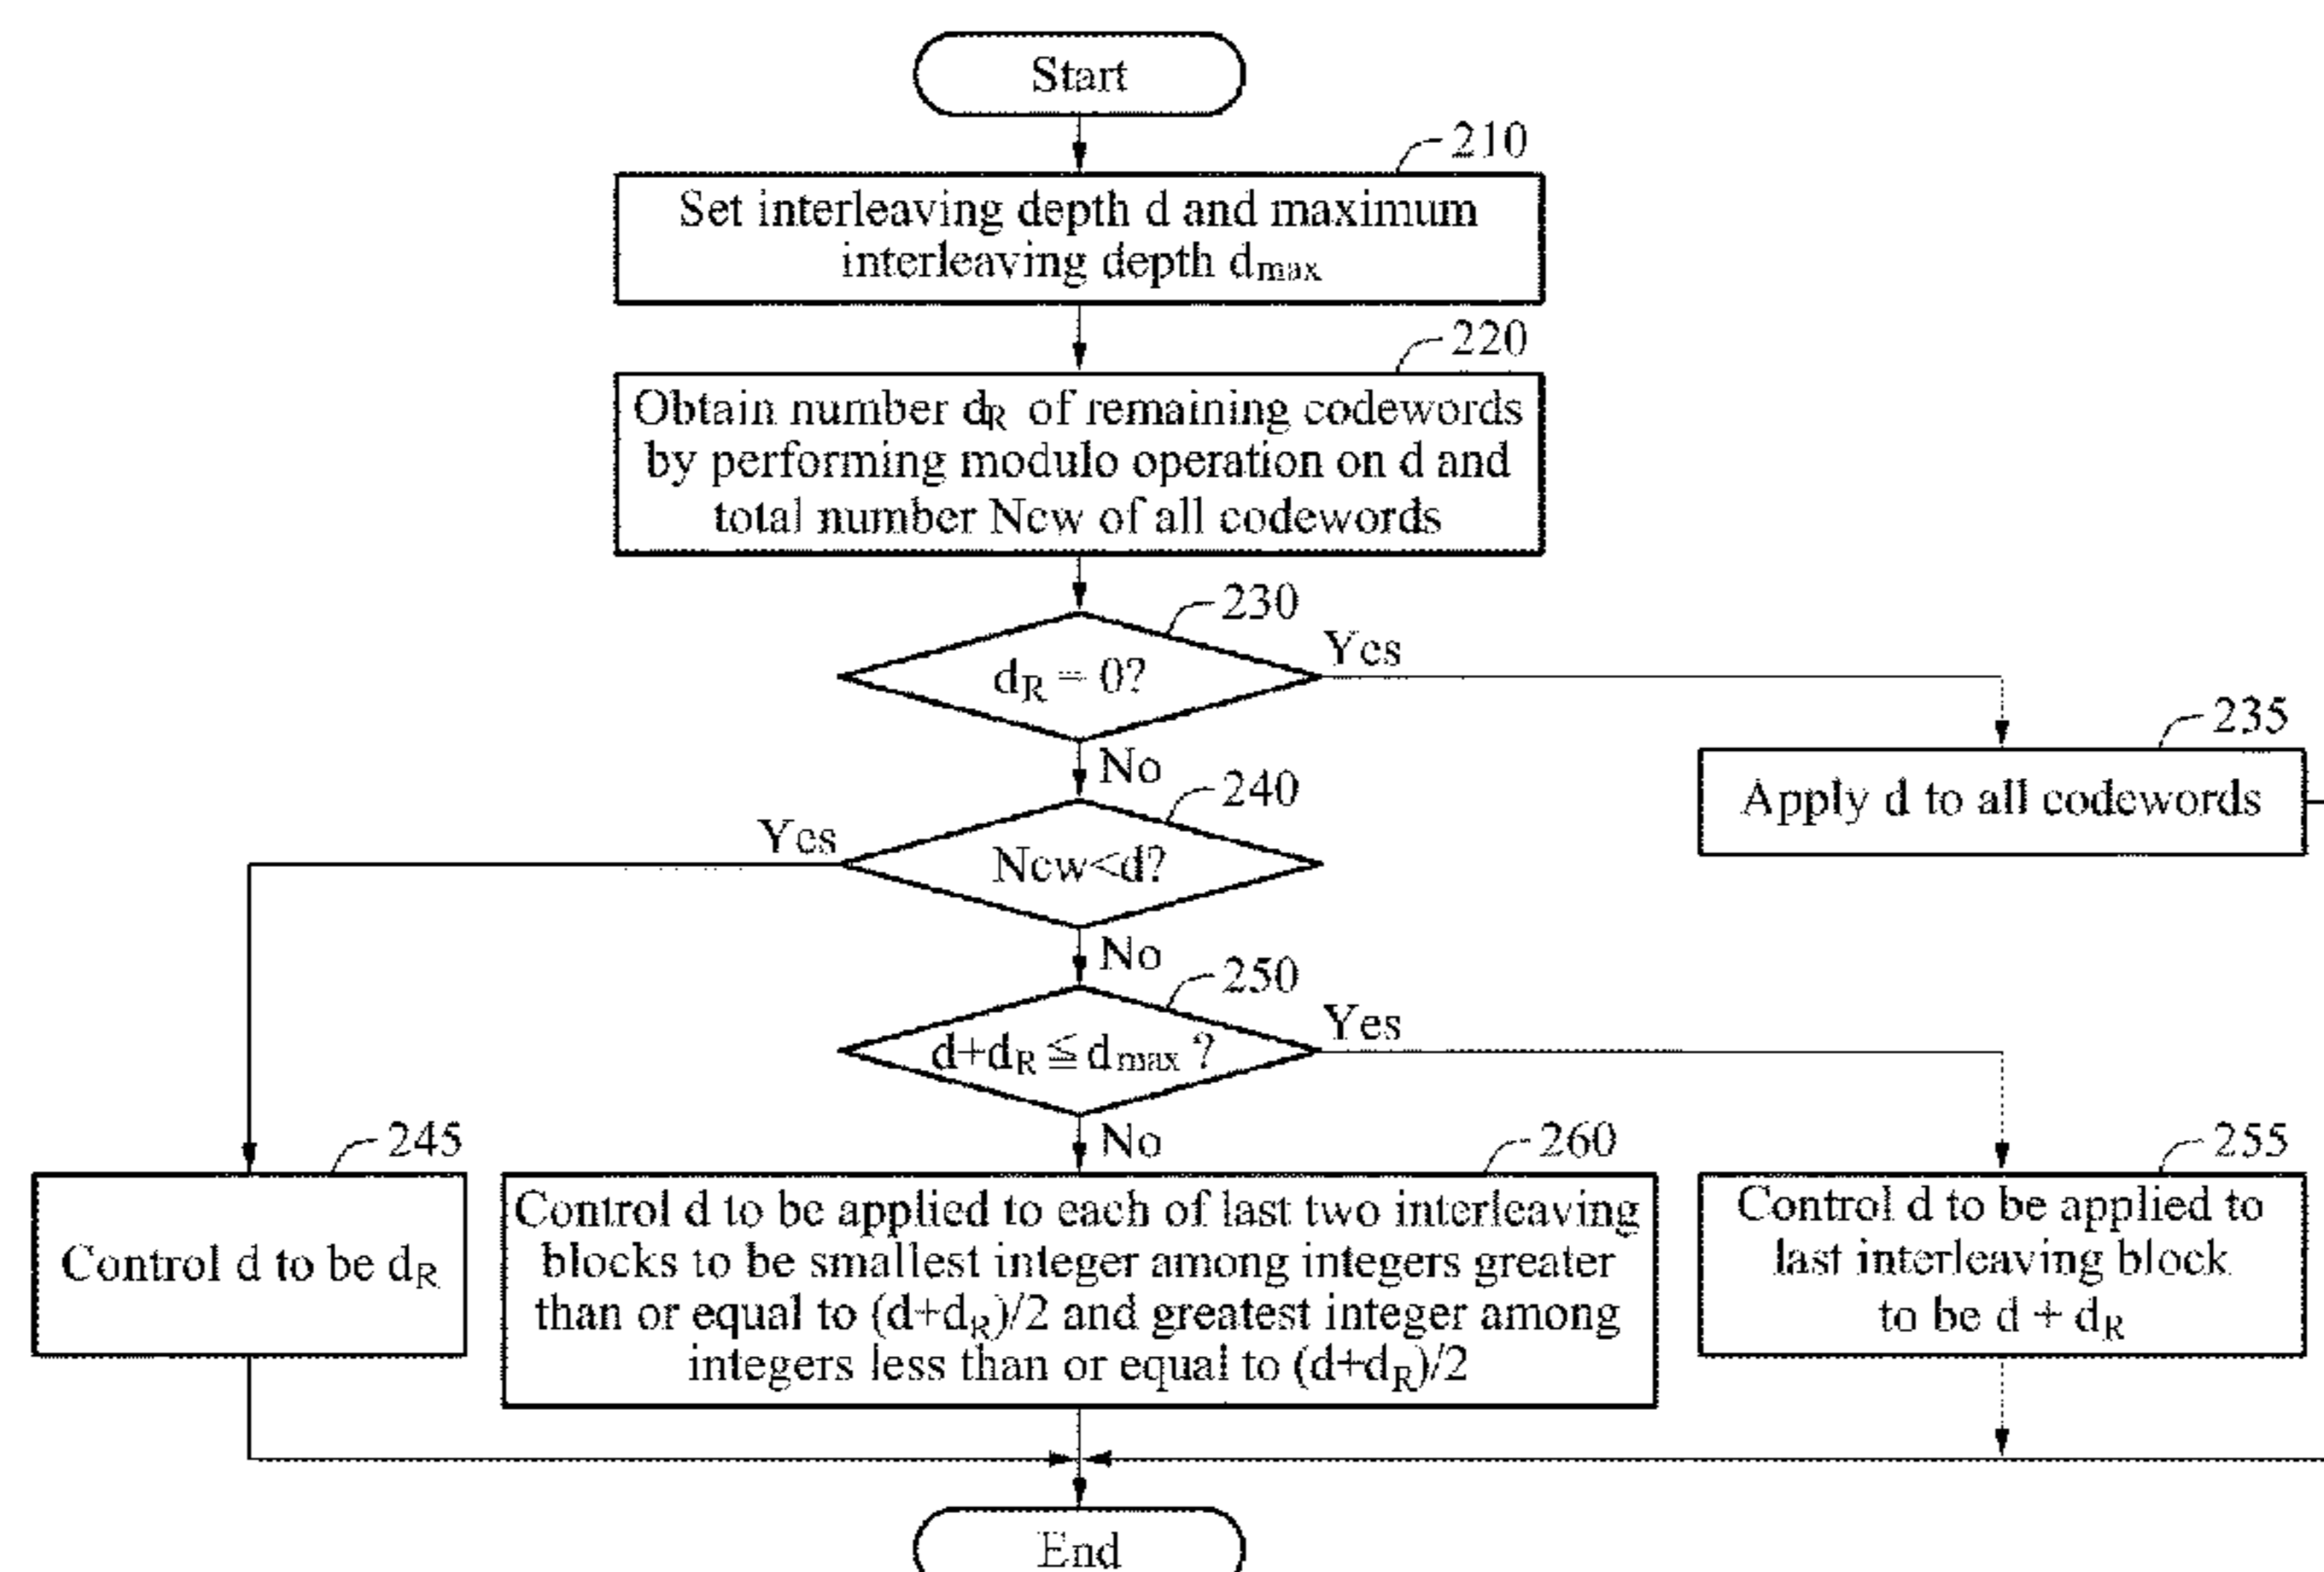 Start
210
Set interleaving depth d and maximum
interleaving depth dmax
220
Obtain number dR of remaining codewords
by performing modulo operation on d and
total number Ncw of all codewords
230
dR = 0?
Yes
No
235
Apply d to all codewords
240
Ncw<d?
Yes
No
250
d+dR ≦ dmax ?
Yes
No
245
Control d to be dR
260
Control d to be applied to each of last two interleaving
blocks to be smallest integer among integers greater
than or equal to (d+dR)/2 and greatest integer among
integers less than or equal to (d+dR)/2
255
Control d to be applied to
last interleaving block
to be d + dR
End